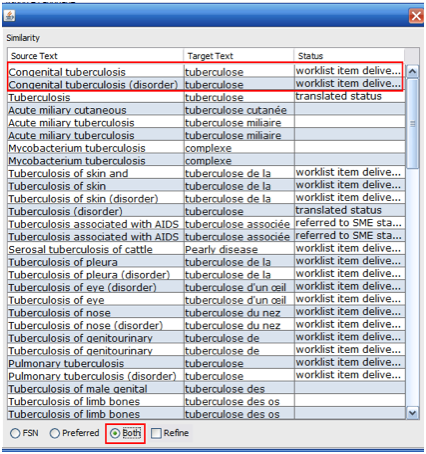 Similarity
Source Text Target Text Status
Congenital tuberculosis tuberculose worklist item delive...
Congenital tuberculosis (disorder) tuberculose worklist item delive...
Tuberculosis tuberculose translated status
Acute miliary cutaneous tuberculose cutanée
Acute miliary tuberculosis tuberculose miliaire
Acute miliary tuberculosis tuberculose miliaire
Mycobacterium tuberculosis complexe
Mycobacterium tuberculosis complexe
Tuberculosis of skin and tuberculose de la worklist item delive...
Tuberculosis of skin tuberculose de la worklist item delive...
Tuberculosis of skin (disorder) tuberculose de la worklist item delive...
Tuberculosis (disorder) tuberculose translated status
Tuberculosis associated with AIDS tuberculose associée referred to SME sta...
Tuberculosis associated with AIDS tuberculose associée referred to SME sta...
Serosal tuberculosis of cattle Pearly disease worklist item delive...
Tuberculosis of pleura tuberculose de la worklist item delive...
Tuberculosis of pleura (disorder) tuberculose de la worklist item delive...
Tuberculosis of eye (disorder) tuberculose d'un œil worklist item delive...
Tuberculosis of eye tuberculose d'un œil worklist item delive...
Tuberculosis of nose tuberculose du nez worklist item delive...
Tuberculosis of nose (disorder) tuberculose du nez worklist item delive...
Tuberculosis of genitourinary tuberculose de worklist item delive...
Tuberculosis of genitourinary tuberculose de worklist item delive...
Pulmonary tuberculosis tuberculose worklist item delive...
Pulmonary tuberculosis (disorder) tuberculose worklist item delive...
Tuberculosis of male genital tuberculose des
Tuberculosis of limb bones tuberculose des os
Tuberculosis of limb bones tuberculose des os
FSN Preferred Both Refine